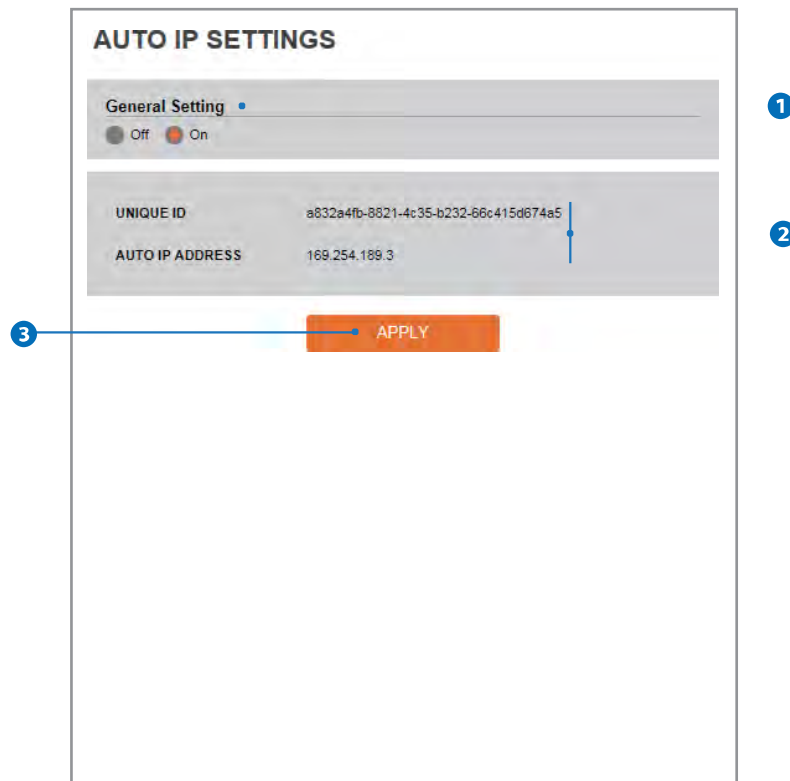 AUTO IP SETTINGS
General Setting
1
Off On
UNIQUE ID a832a4fb-8821-4c35-b232-66c415d674a5
2
AUTO IP ADDRESS 169.254.189.3
3
APPLY